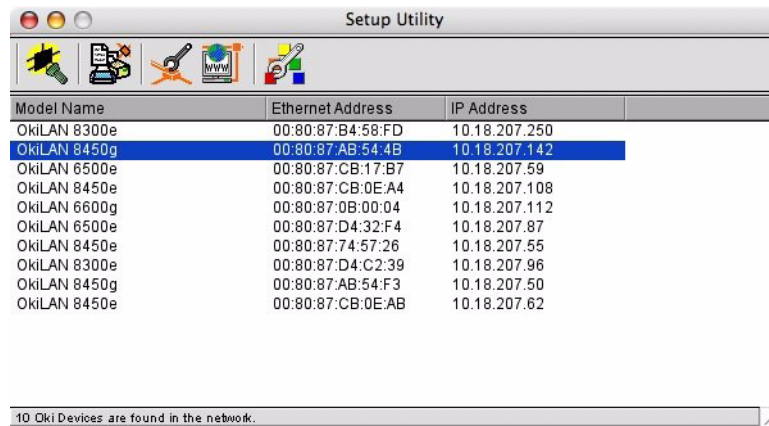 Setup Utility
WWW
Model Name Ethernet Address IP Address
OkiLAN 8300e 00:80:87:B4:58:FD 10.18.207.250
OkiLAN 8450g 00:80:87:AB:54:4B 10.18.207.142
OkiLAN 6500e 00:80:87:CB:17:B7 10.18.207.59
OkiLAN 8450e 00:80:87:CB:0E:A4 10.18.207.108
OkiLAN 6600g 00:80:87:0B:00:04 10.18.207.112
OkiLAN 6500e 00:80:87:D4:32:F4 10.18.207.87
OkiLAN 8450e 00:80:87:74:57:26 10.18.207.55
OkiLAN 8300e 00:80:87:D4:C2:39 10.18.207.96
OkiLAN 8450g 00:80:87:AB:54:F3 10.18.207.50
OkiLAN 8450e 00:80:87:CB:0E:AB 10.18.207.62
10 Oki Devices are found in the network.